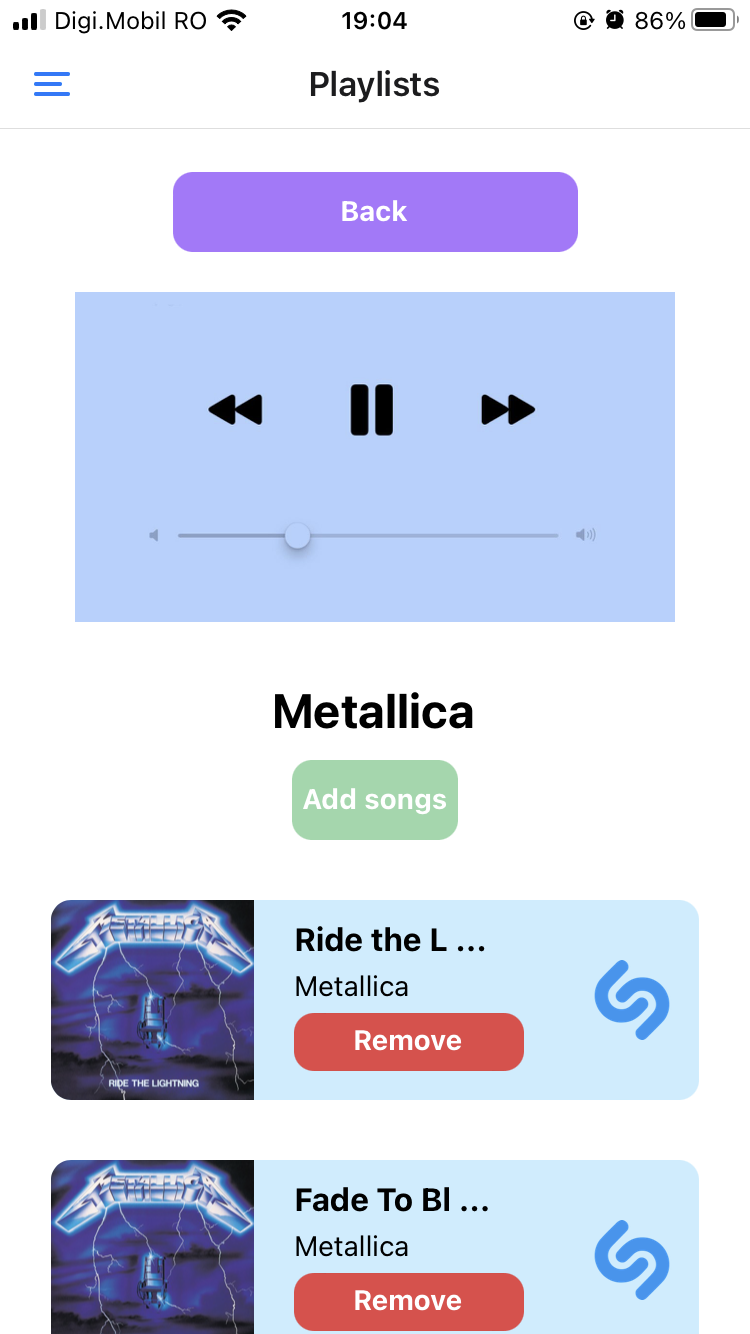 Digi.Mobil RO 19:04 86%
Playlists
Back
Metallica
Add songs
METALLICA
RIDE THE LIGHTNING
Ride the L ...
Metallica
Remove
METALLICA
Fade To Bl ...
Metallica
Remove